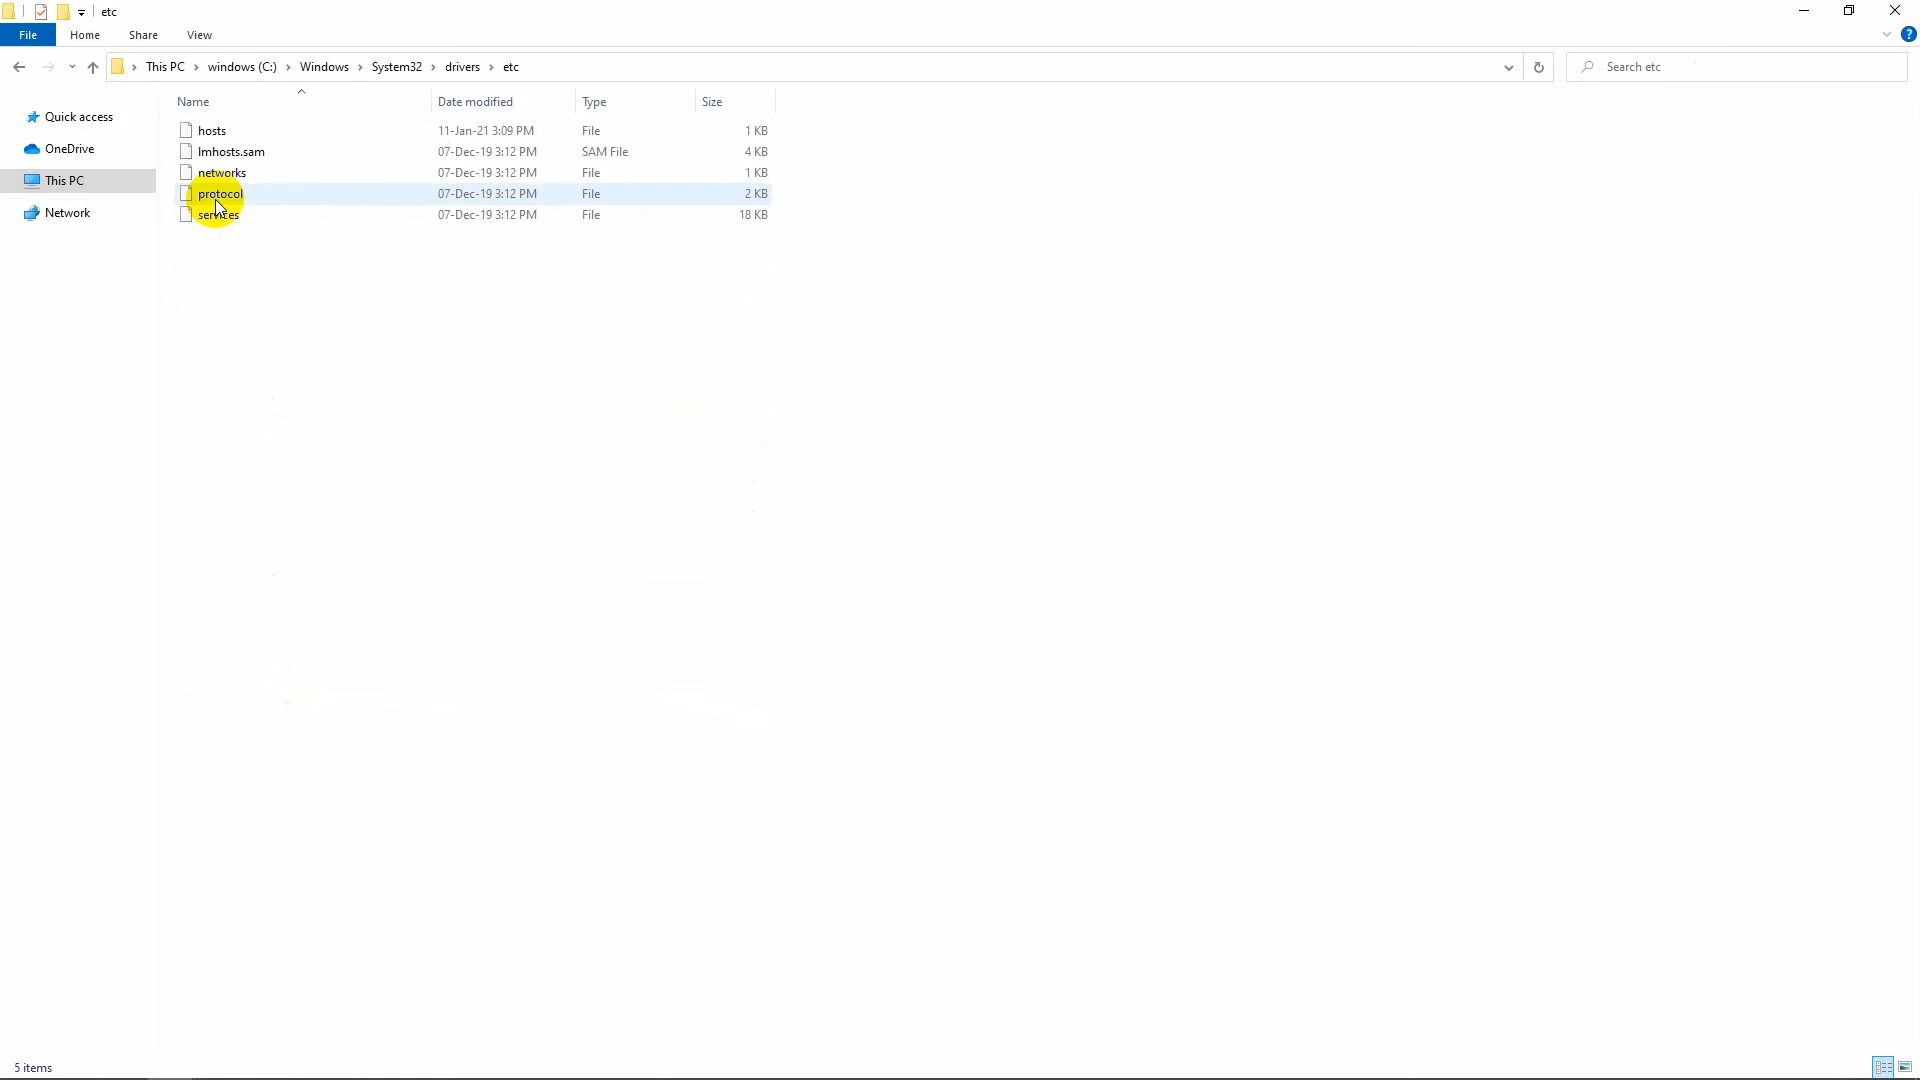 etc
File Home Share View
This PC windows (C:) Windows System32 drivers etc
Search etc
Name Date modified Type Size
Quick access
OneDrive
This PC
Network
hosts 11-Jan-21 3:09 PM File 1 KB
lmhosts.sam 07-Dec-19 3:12 PM SAM File 4 KB
networks 07-Dec-19 3:12 PM File 1 KB
protocol 07-Dec-19 3:12 PM File 2 KB
services 07-Dec-19 3:12 PM File 18 KB
5 items